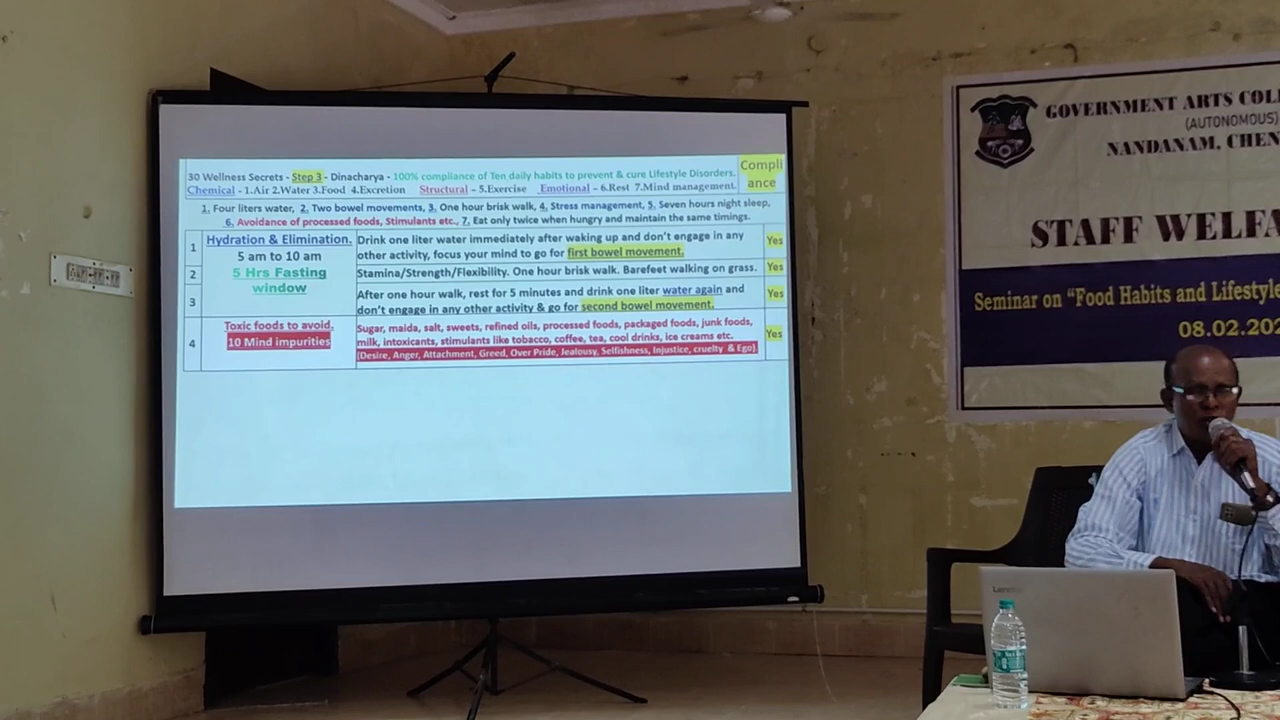 30 Wellness Secrets - Step 3 - Dinacharya - 100% compliance of Ten daily habits to prevent & cure Lifestyle Disorders.
Chemical - 1.Air 2.Water 3.Food 4.Excretion Structural - 5.Exercise Emotional - 6.Rest 7.Mind management.
Compli
ance
1. Four liters water, 2. Two bowel movements, 3. One hour brisk walk, 4. Stress management, 5. Seven hours night sleep,
6. Avoidance of processed foods, Stimulants etc., 7. Eat only twice when hungry and maintain the same timings.
1
Hydration & Elimination.
5 am to 10 am
5 Hrs Fasting
window
Drink one liter water immediately after waking up and don't engage in any
other activity, focus your mind to go for first bowel movement.
Yes
2
Stamina/Strength/Flexibility. One hour brisk walk. Barefeet walking on grass.
Yes
3
After one hour walk, rest for 5 minutes and drink one liter water again and
don't engage in any other activity & go for second bowel movement.
Yes
4
Toxic foods to avoid.
10 Mind impurities
Sugar, maida, salt, sweets, refined oils, processed foods, packaged foods, junk foods,
milk, intoxicants, stimulants like tobacco, coffee, tea, cool drinks, ice creams etc.
(Desire, Anger, Attachment, Greed, Over Pride, Jealousy, Selfishness, Injustice, cruelty & Ego).
Yes
GOVERNMENT ARTS COLL
(AUTONOMOUS)
NANDANAM, CHEN
STAFF WELFA
Seminar on "Food Habits and Lifestyle
08.02.202
Lenovo